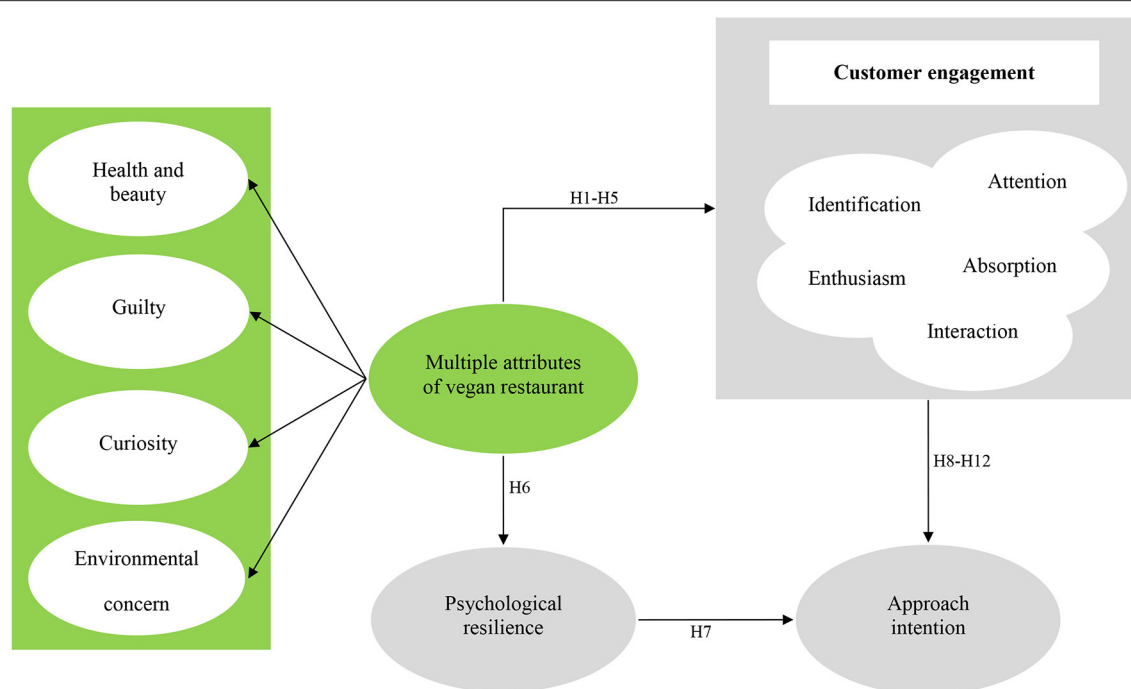 Customer engagement
Health and
beauty
Guilty
Curiosity
Environmental
concern
Multiple attributes
of vegan restaurant
H1-H5
Identification
Attention
Enthusiasm
Absorption
Interaction
H6
H8-H12
Psychological
resilience
H7
Approach
intention